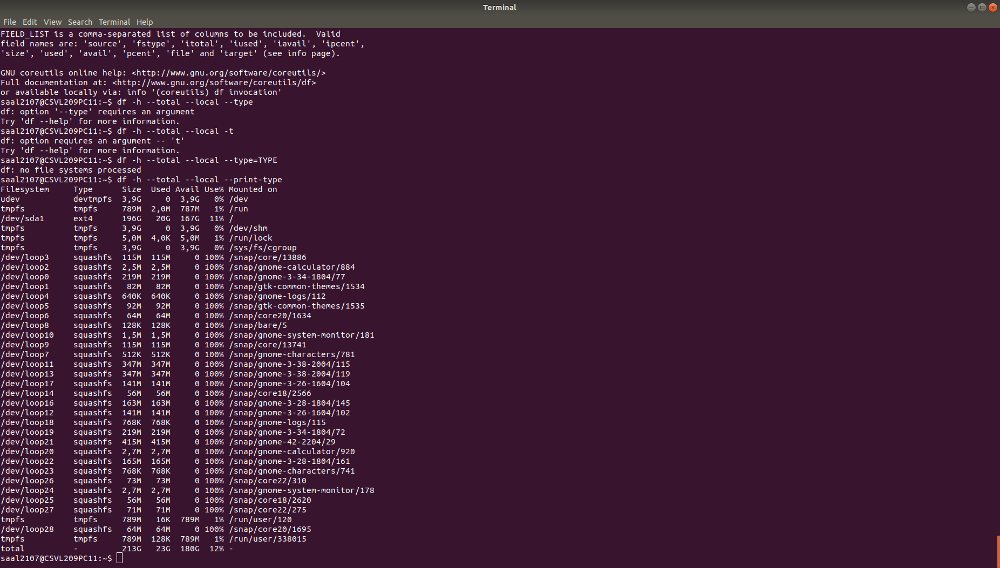 Terminal
File Edit View Search Terminal Help
FIELD_LIST is a comma-separated list of columns to be included.  Valid
field names are: 'source', 'fstype', 'itotal', 'iused', 'iavail', 'ipcent',
'size', 'used', 'avail', 'pcent', 'file' and 'target' (see info page).

GNU coreutils online help: <http://www.gnu.org/software/coreutils/>
Full documentation at: <http://www.gnu.org/software/coreutils/df>
or available locally via: info '(coreutils) df invocation'
saal2107@CSVL209PC11:~$ df -h --total --local --type
df: option '--type' requires an argument
Try 'df --help' for more information.
saal2107@CSVL209PC11:~$ df -h --total --local -t
df: option requires an argument -- 't'
Try 'df --help' for more information.
saal2107@CSVL209PC11:~$ df -h --total --local --type=TYPE
df: no file systems processed
saal2107@CSVL209PC11:~$ df -h --total --local --print-type
Filesystem     Type      Size  Used Avail Use% Mounted on
udev           devtmpfs  3,9G     0  3,9G   0% /dev
tmpfs          tmpfs     789M  2,0M  787M   1% /run
/dev/sda1      ext4      196G   20G  167G  11% /
tmpfs          tmpfs     3,9G     0  3,9G   0% /dev/shm
tmpfs          tmpfs     5,0M  4,0K  5,0M   1% /run/lock
tmpfs          tmpfs     3,9G     0  3,9G   0% /sys/fs/cgroup
/dev/loop3     squashfs  115M  115M     0 100% /snap/core/13886
/dev/loop2     squashfs  2,5M  2,5M     0 100% /snap/gnome-calculator/884
/dev/loop0     squashfs  219M  219M     0 100% /snap/gnome-3-34-1804/77
/dev/loop1     squashfs   82M   82M     0 100% /snap/gtk-common-themes/1534
/dev/loop4     squashfs  640K  640K     0 100% /snap/gnome-logs/112
/dev/loop5     squashfs   92M   92M     0 100% /snap/gtk-common-themes/1535
/dev/loop6     squashfs   64M   64M     0 100% /snap/core20/1634
/dev/loop8     squashfs  128K  128K     0 100% /snap/bare/5
/dev/loop10    squashfs  1,5M  1,5M     0 100% /snap/gnome-system-monitor/181
/dev/loop9     squashfs  115M  115M     0 100% /snap/core/13741
/dev/loop7     squashfs  512K  512K     0 100% /snap/gnome-characters/781
/dev/loop11    squashfs  347M  347M     0 100% /snap/gnome-3-38-2004/115
/dev/loop13    squashfs  347M  347M     0 100% /snap/gnome-3-38-2004/119
/dev/loop17    squashfs  141M  141M     0 100% /snap/gnome-3-26-1604/104
/dev/loop14    squashfs   56M   56M     0 100% /snap/core18/2566
/dev/loop16    squashfs  163M  163M     0 100% /snap/gnome-3-28-1804/145
/dev/loop12    squashfs  141M  141M     0 100% /snap/gnome-3-26-1604/102
/dev/loop18    squashfs  768K  768K     0 100% /snap/gnome-logs/115
/dev/loop19    squashfs  219M  219M     0 100% /snap/gnome-3-34-1804/72
/dev/loop21    squashfs  415M  415M     0 100% /snap/gnome-42-2204/29
/dev/loop20    squashfs  2,7M  2,7M     0 100% /snap/gnome-calculator/920
/dev/loop22    squashfs  165M  165M     0 100% /snap/gnome-3-28-1804/161
/dev/loop23    squashfs  768K  768K     0 100% /snap/gnome-characters/741
/dev/loop26    squashfs   73M   73M     0 100% /snap/core22/310
/dev/loop24    squashfs  2,7M  2,7M     0 100% /snap/gnome-system-monitor/178
/dev/loop25    squashfs   56M   56M     0 100% /snap/core18/2620
/dev/loop27    squashfs   71M   71M     0 100% /snap/core22/275
tmpfs          tmpfs     789M   16K  789M   1% /run/user/120
/dev/loop28    squashfs   64M   64M     0 100% /snap/core20/1695
tmpfs          tmpfs     789M  128K  789M   1% /run/user/338015
total          -         213G   23G  180G  12% -
saal2107@CSVL209PC11:~$